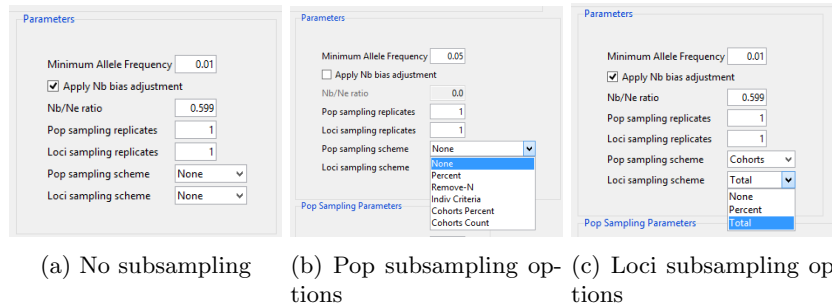 Parameters
Minimum Allele Frequency 0.01
Apply Nb bias adjustment
Nb/Ne ratio 0.599
Pop sampling replicates 1
Loci sampling replicates 1
Pop sampling scheme None
Loci sampling scheme None
(a) No subsampling
Parameters
Minimum Allele Frequency 0.05
Apply Nb bias adjustment
Nb/Ne ratio 0.0
Pop sampling replicates 1
Loci sampling replicates 1
Pop sampling scheme None
Loci sampling scheme
None
Percent
Remove-N
Indiv Criteria
Cohorts Percent
Cohorts Count
Pop Sampling Parameters
(b) Pop subsampling op-
tions
Parameters
Minimum Allele Frequency 0.01
Apply Nb bias adjustment
Nb/Ne ratio 0.599
Pop sampling replicates 1
Loci sampling replicates 1
Pop sampling scheme Cohorts
Loci sampling scheme Total
None
Percent
Total
Pop Sampling Parameters
(c) Loci subsampling op
tions